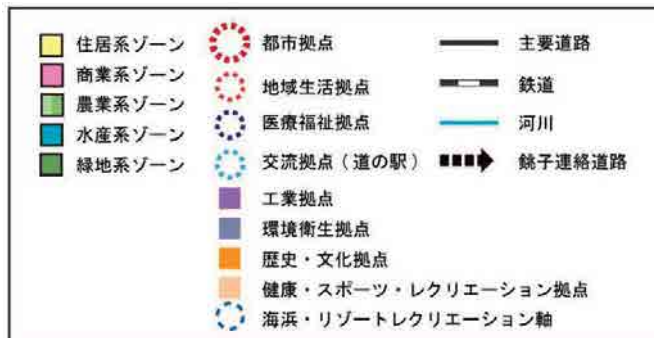 住居系ゾーン
商業系ゾーン
農業系ゾーン
水産系ゾーン
緑地系ゾーン
都市拠点
地域生活拠点
医療福祉拠点
交流拠点（道の駅）
工業拠点
環境衛生拠点
歴史・文化拠点
健康・スポーツ・レクリエーション拠点
海浜・リゾートレクリエーション軸
主要道路
鉄道
河川
銚子連絡道路